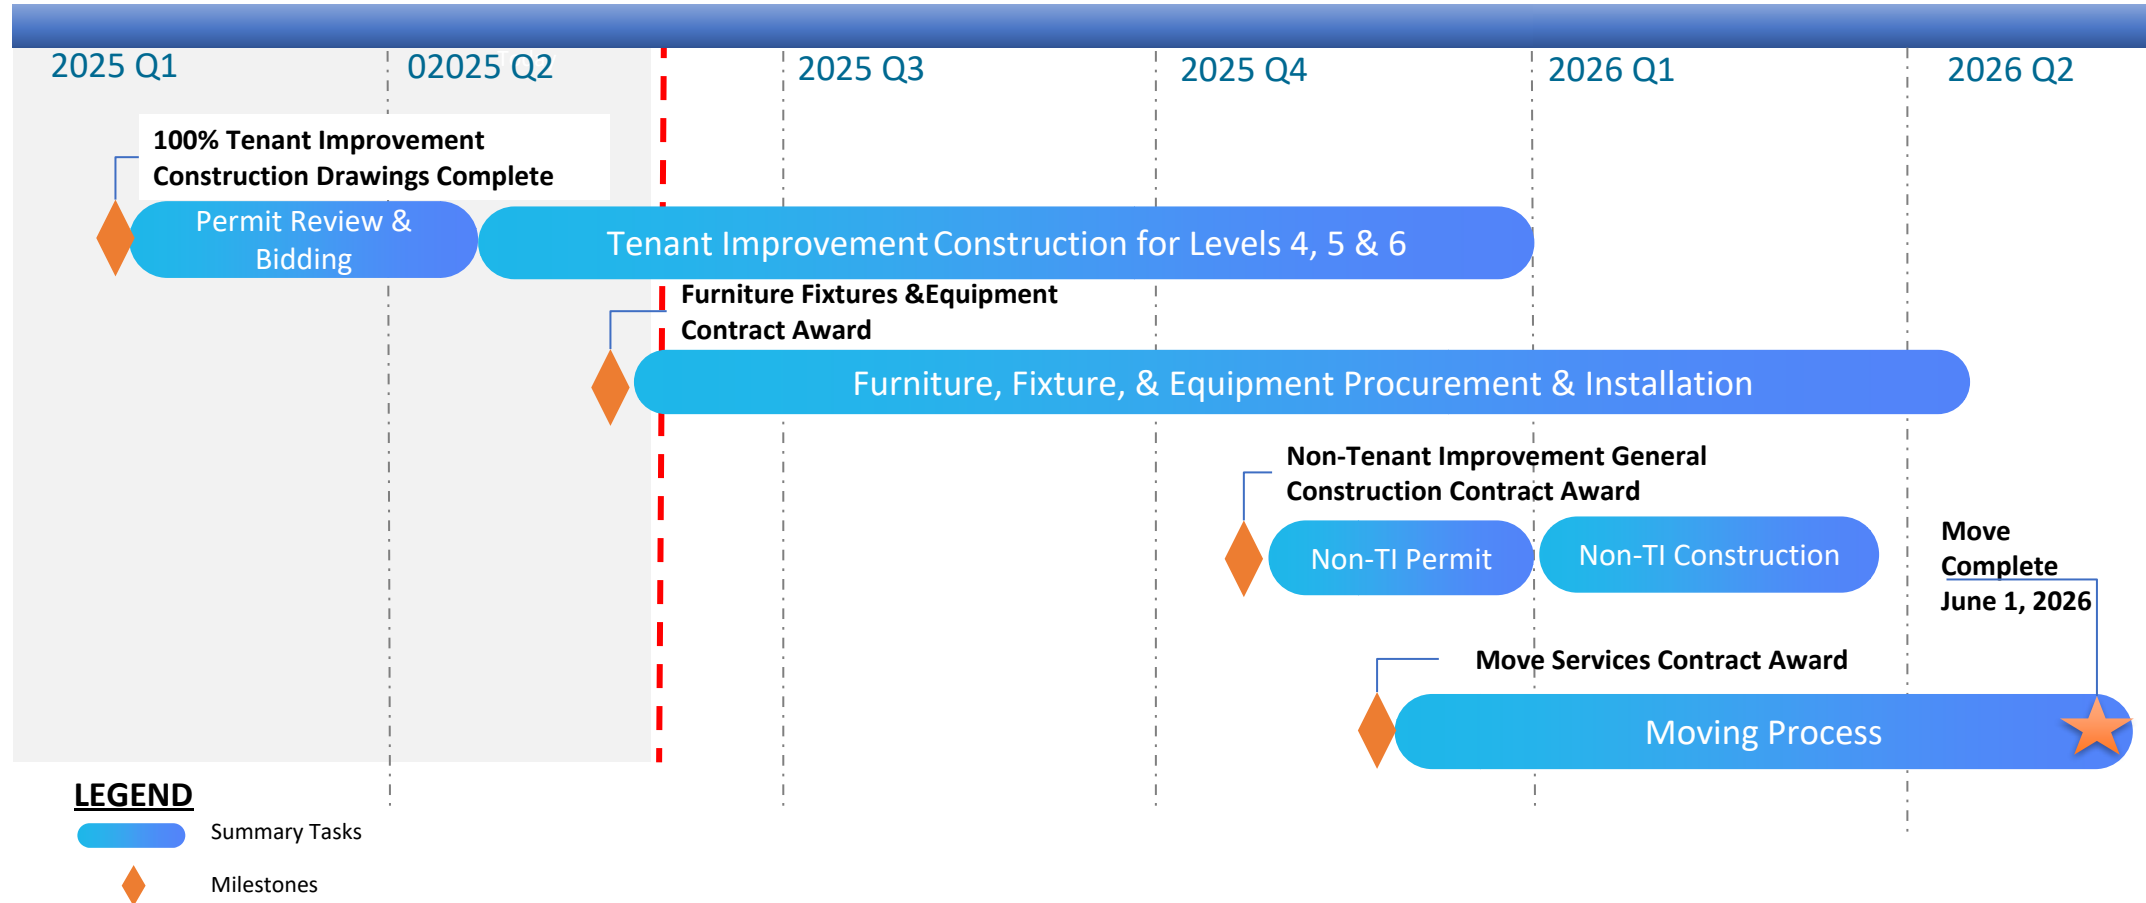 2025 Q1
02025 Q2
2025 Q3
2025 Q4
2026 Q1
2026 Q2
100% Tenant Improvement
Construction Drawings Complete
Permit Review &
Bidding
Tenant Improvement Construction for Levels 4, 5 & 6
Furniture Fixtures &Equipment
Contract Award
Furniture, Fixture, & Equipment Procurement & Installation
Non-Tenant Improvement General
Construction Contract Award
Non-TI Permit
Non-TI Construction
Move
Complete
June 1, 2026
Move Services Contract Award
Moving Process
LEGEND
Summary Tasks
Milestones